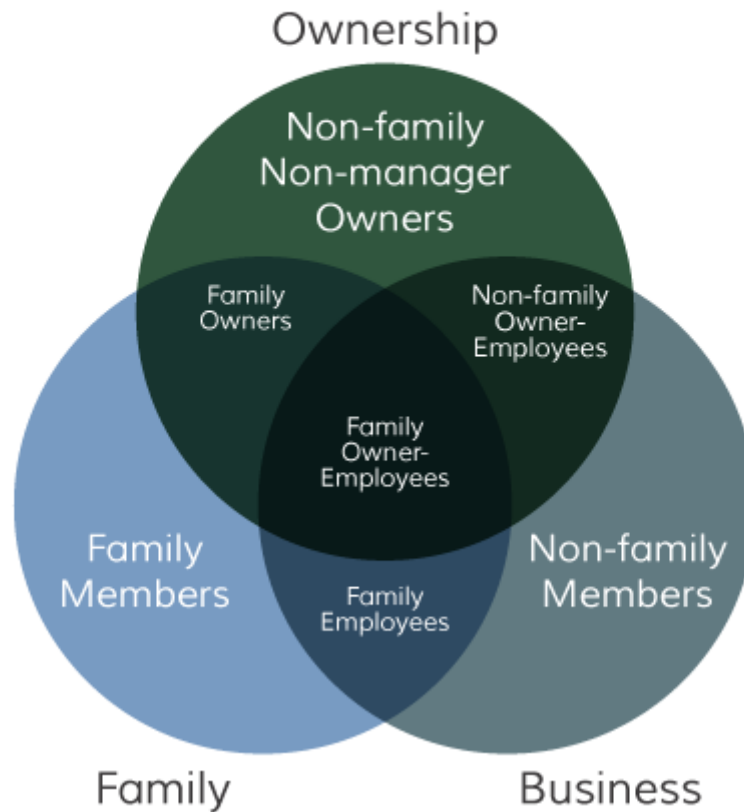 Ownership
Non-family
Non-manager
Owners
Family
Owners
Non-family
Owner-
Employees
Family
Owner-
Employees
Family
Members
Non-family
Members
Family
Employees
Family
Business